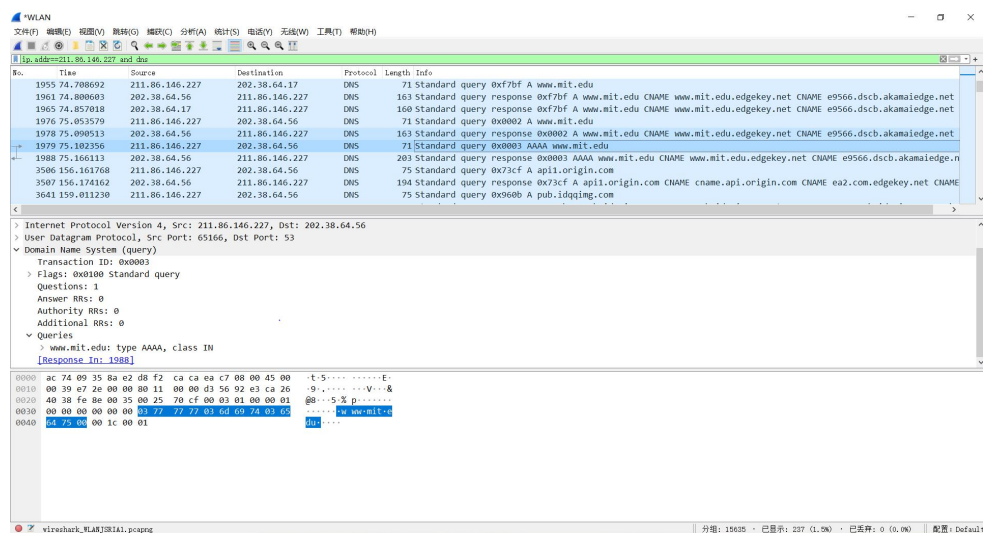 *WLAN
文件(F) 编辑(E) 视图(V) 跳转(G) 捕获(C) 分析(A) 统计(S) 电话(Y) 无线(W) 工具(T) 帮助(H)
ip.addr==211.86.146.227 and dns
No. Time Source Destination Protocol Length Info
1955 74.708692 211.86.146.227 202.38.64.17 DNS 71 Standard query 0xf7bf A www.mit.edu
1961 74.800603 202.38.64.56 211.86.146.227 DNS 163 Standard query response 0xf7bf A www.mit.edu CNAME www.mit.edu.edgekey.net CNAME e9566.dscb.akamaiedge.net
1965 74.857018 202.38.64.17 211.86.146.227 DNS 160 Standard query response 0xf7bf A www.mit.edu CNAME www.mit.edu.edgekey.net CNAME e9566.dscb.akamaiedge.net
1976 75.053579 211.86.146.227 202.38.64.56 DNS 71 Standard query 0x0002 A www.mit.edu
1978 75.090513 202.38.64.56 211.86.146.227 DNS 163 Standard query response 0x0002 A www.mit.edu CNAME www.mit.edu.edgekey.net CNAME e9566.dscb.akamaiedge.net
1979 75.102356 211.86.146.227 202.38.64.56 DNS 71 Standard query 0x0003 AAAA www.mit.edu
1988 75.166113 202.38.64.56 211.86.146.227 DNS 203 Standard query response 0x0003 AAAA www.mit.edu CNAME www.mit.edu.edgekey.net CNAME e9566.dscb.akamaiedge.n
3506 156.161768 211.86.146.227 202.38.64.56 DNS 75 Standard query 0x73cf A api1.origin.com
3507 156.174162 202.38.64.56 211.86.146.227 DNS 194 Standard query response 0x73cf A api1.origin.com CNAME cname.api.origin.com CNAME ea2.com.edgekey.net CNAME
3641 159.011230 211.86.146.227 202.38.64.56 DNS 75 Standard query 0x960b A pub.idqqimg.com
> Internet Protocol Version 4, Src: 211.86.146.227, Dst: 202.38.64.56
> User Datagram Protocol, Src Port: 65166, Dst Port: 53
Domain Name System (query)
Transaction ID: 0x0003
> Flags: 0x0100 Standard query
Questions: 1
Answer RRs: 0
Authority RRs: 0
Additional RRs: 0
Queries
> www.mit.edu: type AAAA, class IN
[Response In: 1988]
0000 ac 74 09 35 8a e2 d8 f2 ca ca ea c7 08 00 45 00 ·t·5···· ······E·
0010 00 39 e7 2e 00 00 80 11 00 00 d3 56 92 e3 ca 26 ·9·.···· ···V···&
0020 40 38 fe 8e 00 35 00 25 70 cf 00 03 01 00 00 01 @8···5·% p·······
0030 00 00 00 00 00 00 03 77 77 77 03 6d 69 74 03 65 ·······w ww·mit·e
0040 64 75 00 00 1c 00 01 du·····
wireshark_WLANJSRIA1.pcapng 分组: 15635 · 已显示: 237 (1.5%) · 已丢弃: 0 (0.0%) 配置: Default